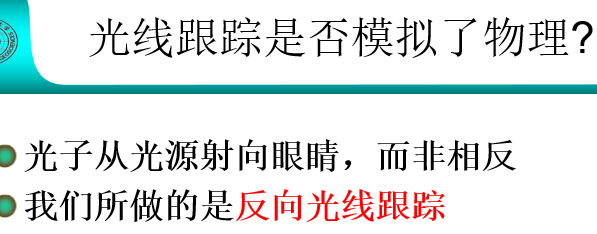 光线跟踪是否模拟了物理?
光子从光源射向眼睛，而非相反
我们所做的是反向光线跟踪